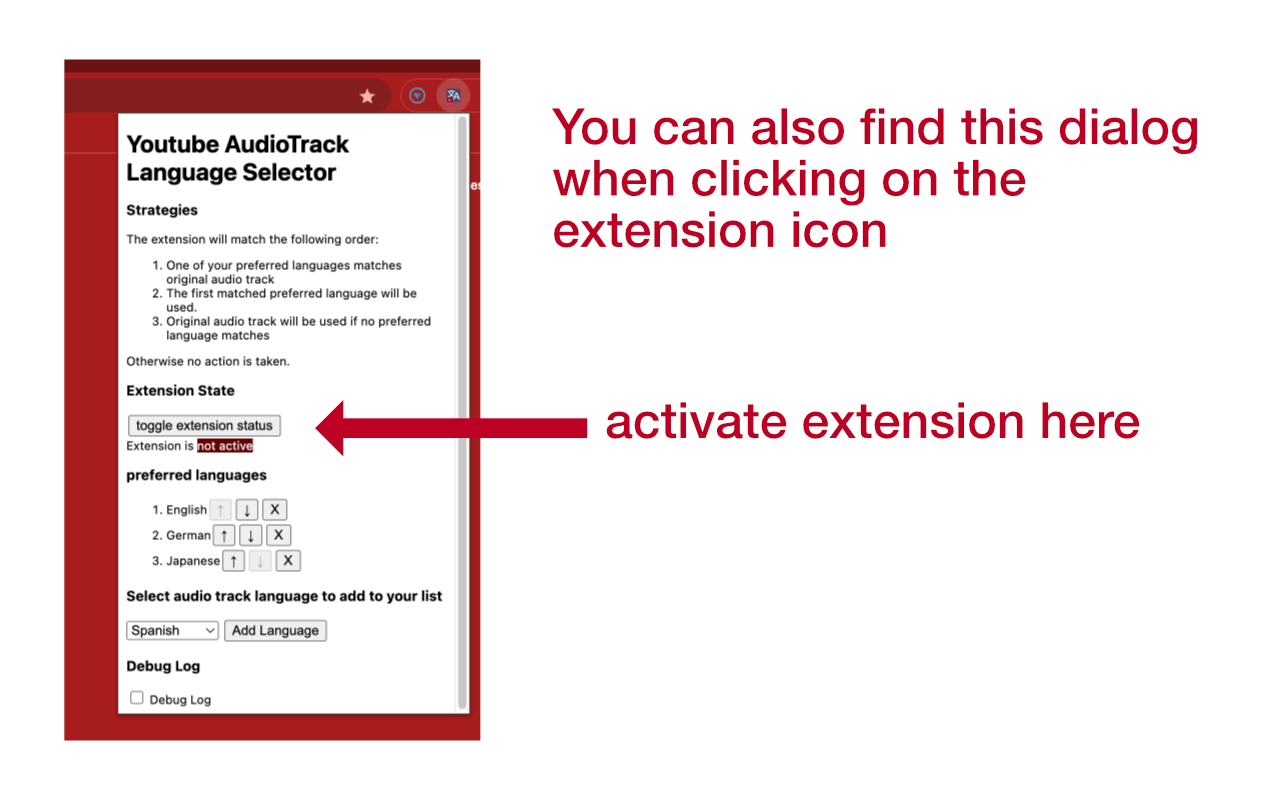 Youtube AudioTrack
Language Selector
Strategies
The extension will match the following order:
1. One of your preferred languages matches
original audio track
2. The first matched preferred language will be
used.
3. Original audio track will be used if no preferred
language matches
Otherwise no action is taken.
Extension State
toggle extension status
Extension is not active
preferred languages
1. English ↑ ↓ X
2. German ↑ ↓ X
3. Japanese ↑ ↓ X
Select audio track language to add to your list
Spanish Add Language
Debug Log
Debug Log
You can also find this dialog
when clicking on the
extension icon
activate extension here